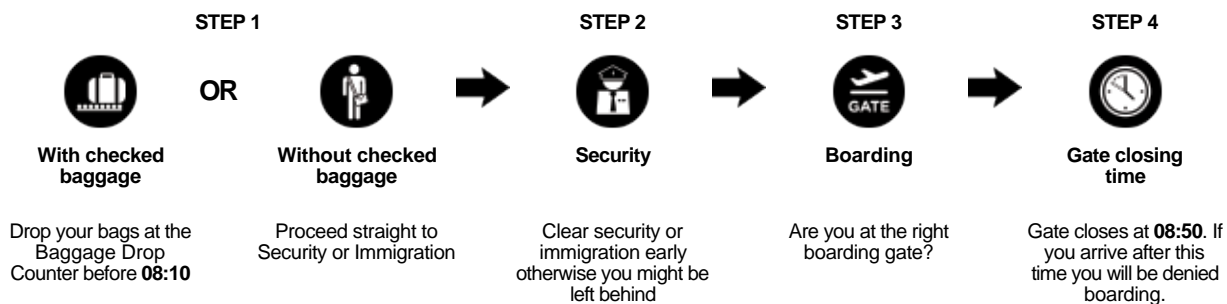 STEP 1
STEP 2
STEP 3
STEP 4
OR
GATE
With checked
baggage
Without checked
baggage
Security
Boarding
Gate closing
time
Drop your bags at the
Baggage Drop
Counter before 08:10
Proceed straight to
Security or Immigration
Clear security or
immigration early
otherwise you might be
left behind
Are you at the right
boarding gate?
Gate closes at 08:50. If
you arrive after this
time you will be denied
boarding.